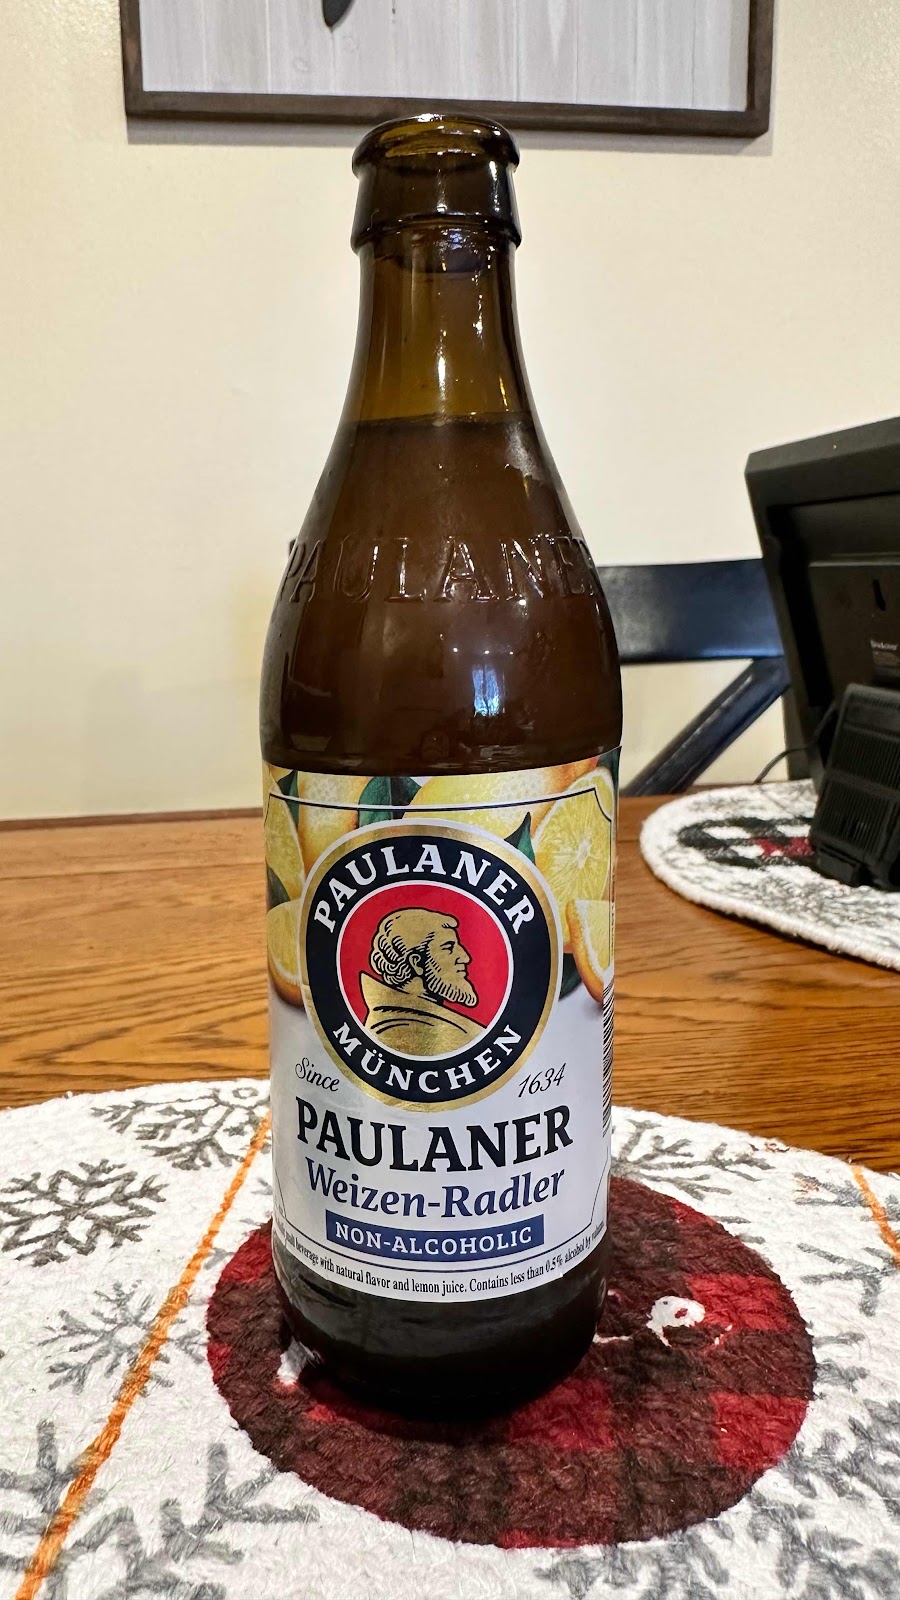 PAULANER
PAULANER
MÜNCHEN
Since 1634
PAULANER
Weizen-Radler
NON-ALCOHOLIC
beverage with natural flavor and lemon juice. Contains less than 0.5% alcohol by